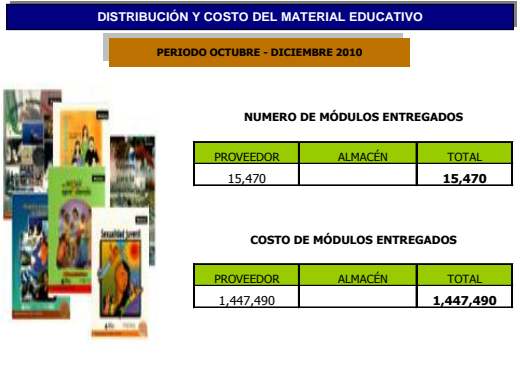 DISTRIBUCIÓN Y COSTO DEL MATERIAL EDUCATIVO
PERIODO OCTUBRE - DICIEMBRE 2010
NUMERO DE MÓDULOS ENTREGADOS
PROVEEDOR ALMACÉN TOTAL
15,470 15,470
Sexualidad juvenil
COSTO DE MÓDULOS ENTREGADOS
PROVEEDOR ALMACÉN TOTAL
1,447,490 1,447,490